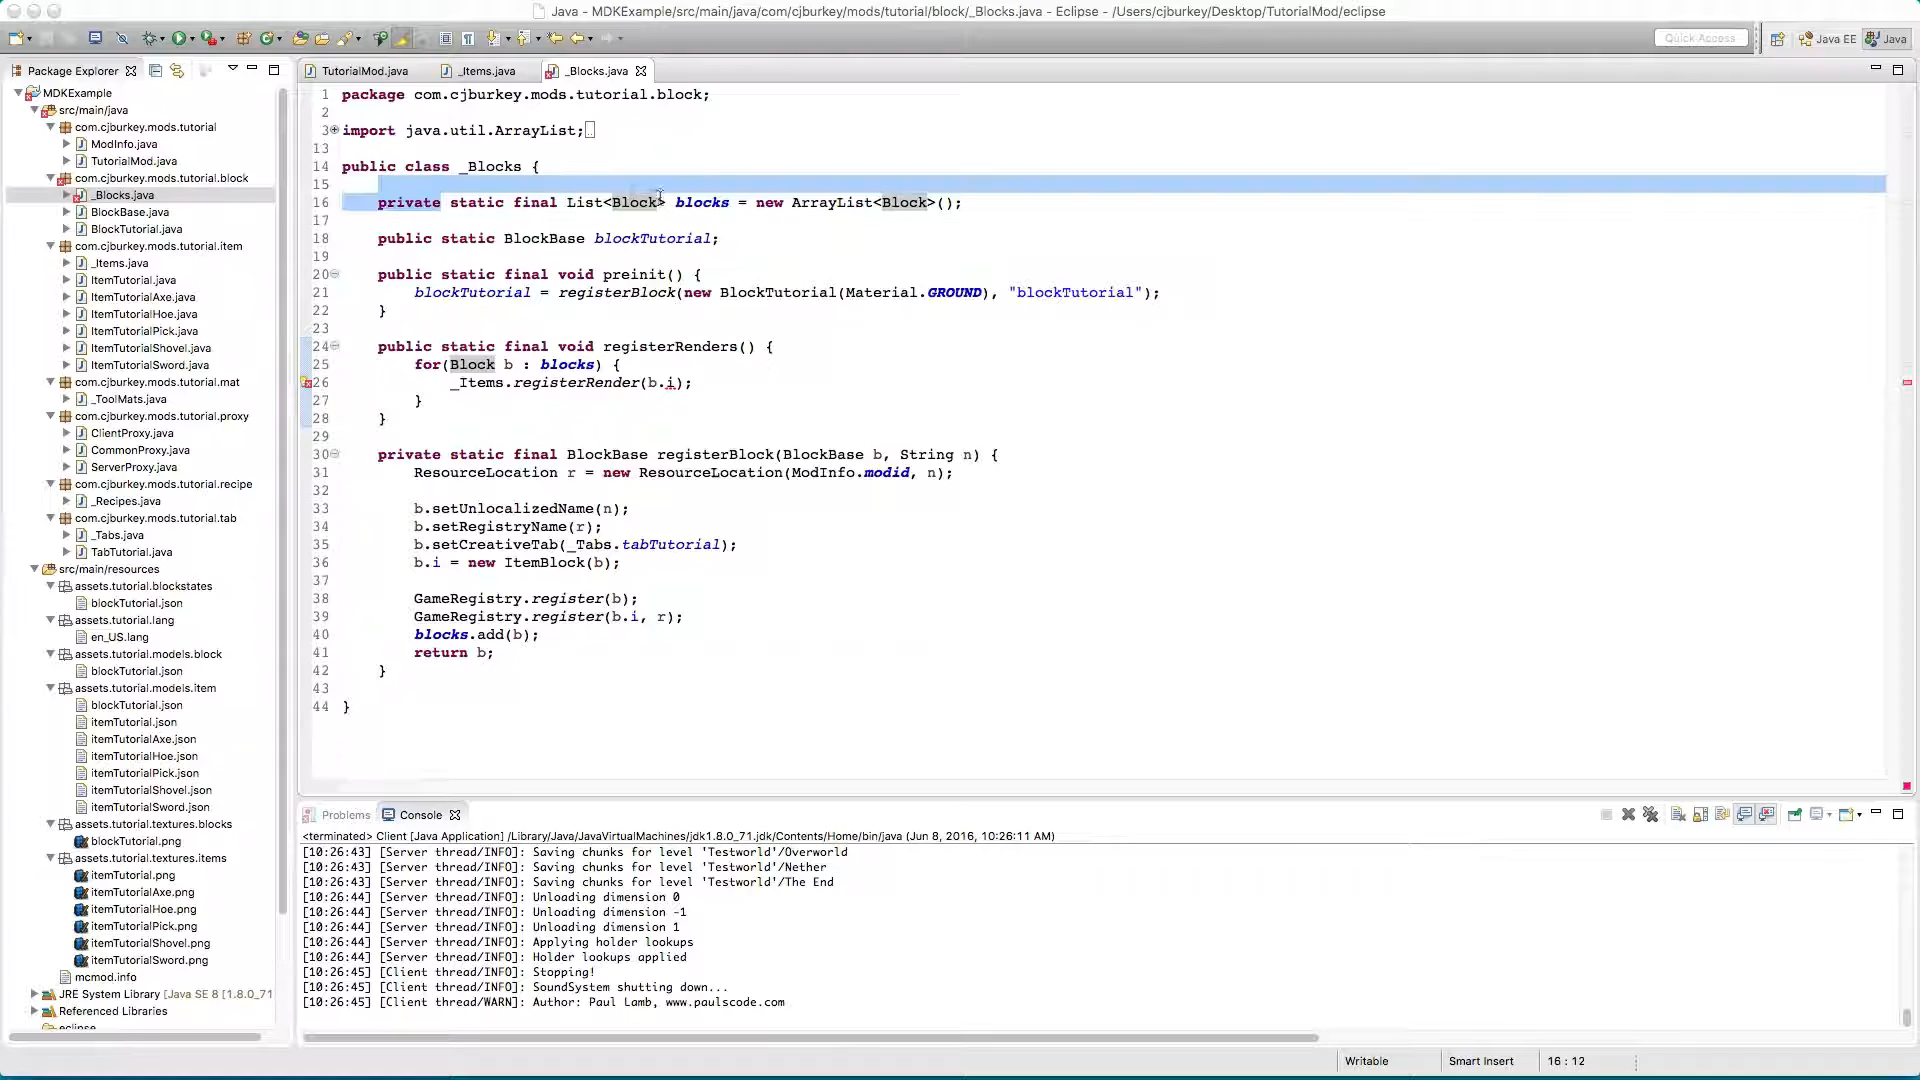 Java - MDKExample/src/main/java/com/cjburkey/mods/tutorial/block/_Blocks.java - Eclipse - /Users/cjburkey/Desktop/TutorialMod/eclipse
Quick Access
Java EE
Java
Package Explorer
TutorialMod.java
_Items.java
_Blocks.java
MDKExample
src/main/java
com.cjburkey.mods.tutorial
ModInfo.java
TutorialMod.java
com.cjburkey.mods.tutorial.block
_Blocks.java
BlockBase.java
BlockTutorial.java
com.cjburkey.mods.tutorial.item
_Items.java
ItemTutorial.java
ItemTutorialAxe.java
ItemTutorialHoe.java
ItemTutorialPick.java
ItemTutorialShovel.java
ItemTutorialSword.java
com.cjburkey.mods.tutorial.mat
_ToolMats.java
com.cjburkey.mods.tutorial.proxy
ClientProxy.java
CommonProxy.java
ServerProxy.java
com.cjburkey.mods.tutorial.recipe
_Recipes.java
com.cjburkey.mods.tutorial.tab
_Tabs.java
TabTutorial.java
src/main/resources
assets.tutorial.blockstates
blockTutorial.json
assets.tutorial.lang
en_US.lang
assets.tutorial.models.block
blockTutorial.json
assets.tutorial.models.item
blockTutorial.json
itemTutorial.json
itemTutorialAxe.json
itemTutorialHoe.json
itemTutorialPick.json
itemTutorialShovel.json
itemTutorialSword.json
assets.tutorial.textures.blocks
blockTutorial.png
assets.tutorial.textures.items
itemTutorial.png
itemTutorialAxe.png
itemTutorialHoe.png
itemTutorialPick.png
itemTutorialShovel.png
itemTutorialSword.png
mcmod.info
JRE System Library [Java SE 8 [1.8.0_71
Referenced Libraries
eclipse
1 package com.cjburkey.mods.tutorial.block;
2
3 import java.util.ArrayList;
13
14 public class _Blocks {
15
16 private static final List<Block> blocks = new ArrayList<Block>();
17
18 public static BlockBase blockTutorial;
19
20 public static final void preinit() {
21 blockTutorial = registerBlock(new BlockTutorial(Material.GROUND), "blockTutorial");
22 }
23
24 public static final void registerRenders() {
25 for(Block b : blocks) {
26 _Items.registerRender(b.i);
27 }
28 }
29
30 private static final BlockBase registerBlock(BlockBase b, String n) {
31 ResourceLocation r = new ResourceLocation(ModInfo.modid, n);
32
33 b.setUnlocalizedName(n);
34 b.setRegistryName(r);
35 b.setCreativeTab(_Tabs.tabTutorial);
36 b.i = new ItemBlock(b);
37
38 GameRegistry.register(b);
39 GameRegistry.register(b.i, r);
40 blocks.add(b);
41 return b;
42 }
43
44 }
Problems
Console
<terminated> Client [Java Application] /Library/Java/JavaVirtualMachines/jdk1.8.0_71.jdk/Contents/Home/bin/java (Jun 8, 2016, 10:26:11 AM)
[10:26:43] [Server thread/INFO]: Saving chunks for level 'Testworld'/Overworld
[10:26:43] [Server thread/INFO]: Saving chunks for level 'Testworld'/Nether
[10:26:43] [Server thread/INFO]: Saving chunks for level 'Testworld'/The End
[10:26:44] [Server thread/INFO]: Unloading dimension 0
[10:26:44] [Server thread/INFO]: Unloading dimension -1
[10:26:44] [Server thread/INFO]: Unloading dimension 1
[10:26:44] [Server thread/INFO]: Applying holder lookups
[10:26:44] [Server thread/INFO]: Holder lookups applied
[10:26:45] [Client thread/INFO]: Stopping!
[10:26:45] [Client thread/INFO]: SoundSystem shutting down...
[10:26:45] [Client thread/WARN]: Author: Paul Lamb, www.paulscode.com
Writable
Smart Insert
16 : 12